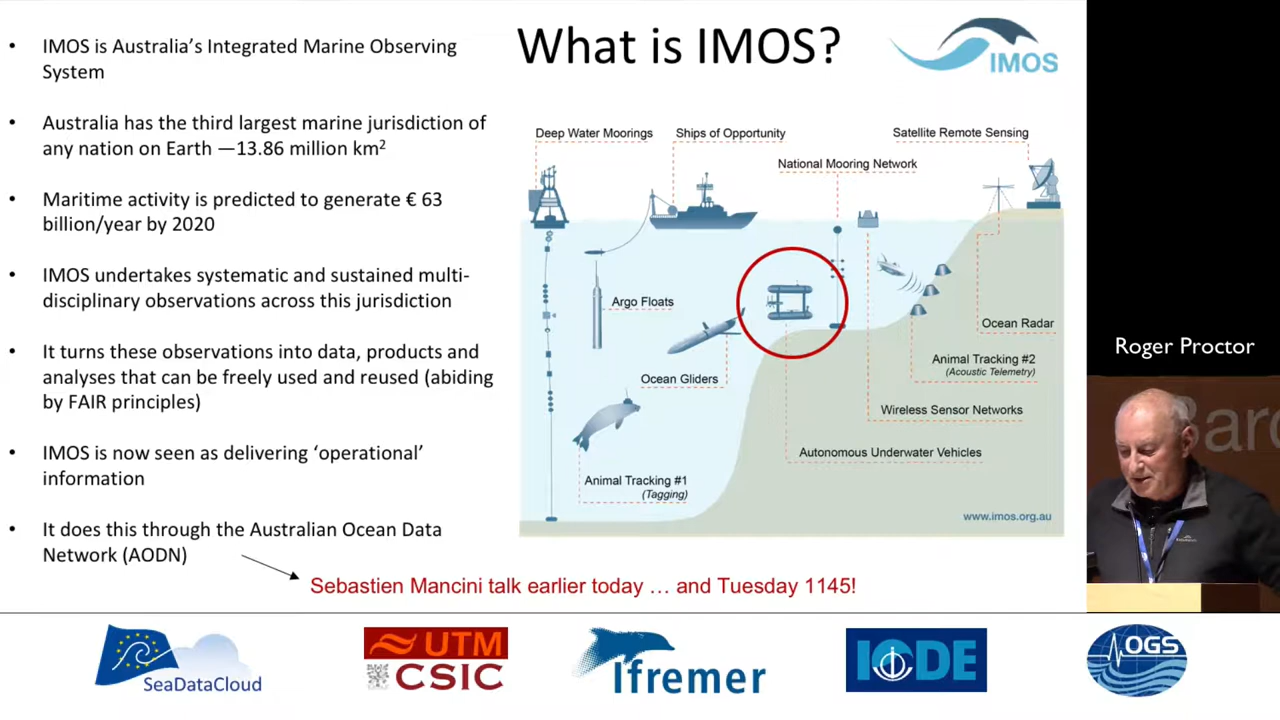 What is IMOS?
IMOS
• IMOS is Australia's Integrated Marine Observing
System
• Australia has the third largest marine jurisdiction of
any nation on Earth —13.86 million km²
• Maritime activity is predicted to generate € 63
billion/year by 2020
• IMOS undertakes systematic and sustained multi-
disciplinary observations across this jurisdiction
• It turns these observations into data, products and
analyses that can be freely used and reused (abiding
by FAIR principles)
• IMOS is now seen as delivering ‘operational’
information
• It does this through the Australian Ocean Data
Network (AODN)
Sebastien Mancini talk earlier today … and Tuesday 1145!
Deep Water Moorings
Ships of Opportunity
Satellite Remote Sensing
National Mooring Network
Argo Floats
Ocean Radar
Animal Tracking #2
(Acoustic Telemetry)
Ocean Gliders
Wireless Sensor Networks
Autonomous Underwater Vehicles
Animal Tracking #1
(Tagging)
www.imos.org.au
Roger Proctor
Barc
SeaDataCloud
UTM
CSIC
Ifremer
IODE
OGS